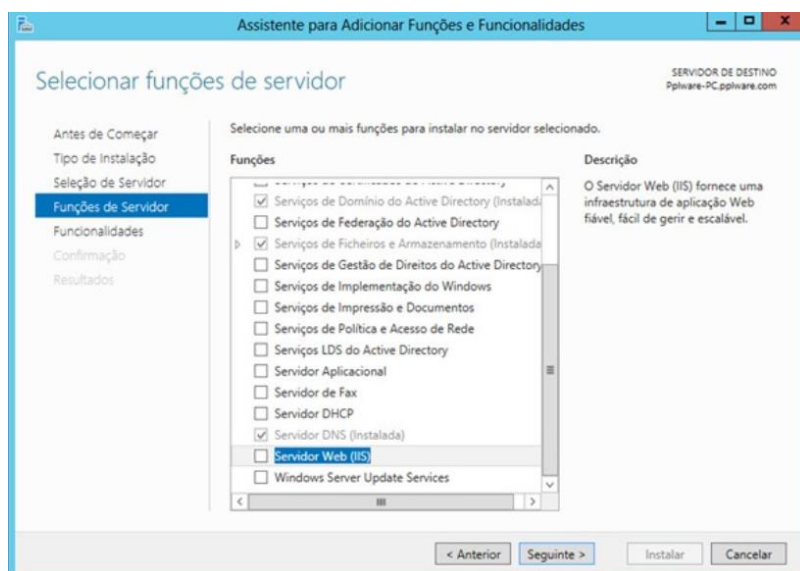 Assistente para Adicionar Funções e Funcionalidades
Selecionar funções de servidor
SERVIDOR DE DESTINO
Pplware-PC.pplware.com
Antes de Começar
Tipo de Instalação
Seleção de Servidor
Funções de Servidor
Funcionalidades
Confirmação
Resultados
Selecione uma ou mais funções para instalar no servidor selecionado.
Funções
Serviços de Domínio do Active Directory (Instalada
Serviços de Federação do Active Directory
Serviços de Ficheiros e Armazenamento (Instalada
Serviços de Gestão de Direitos do Active Directory
Serviços de Implementação do Windows
Serviços de Impressão e Documentos
Serviços de Política e Acesso de Rede
Serviços LDS do Active Directory
Servidor Aplicacional
Servidor de Fax
Servidor DHCP
Servidor DNS (Instalada)
Servidor Web (IIS)
Windows Server Update Services
Descrição
O Servidor Web (IIS) fornece uma
infraestrutura de aplicação Web
fiável, fácil de gerir e escalável.
< Anterior
Seguinte >
Instalar
Cancelar